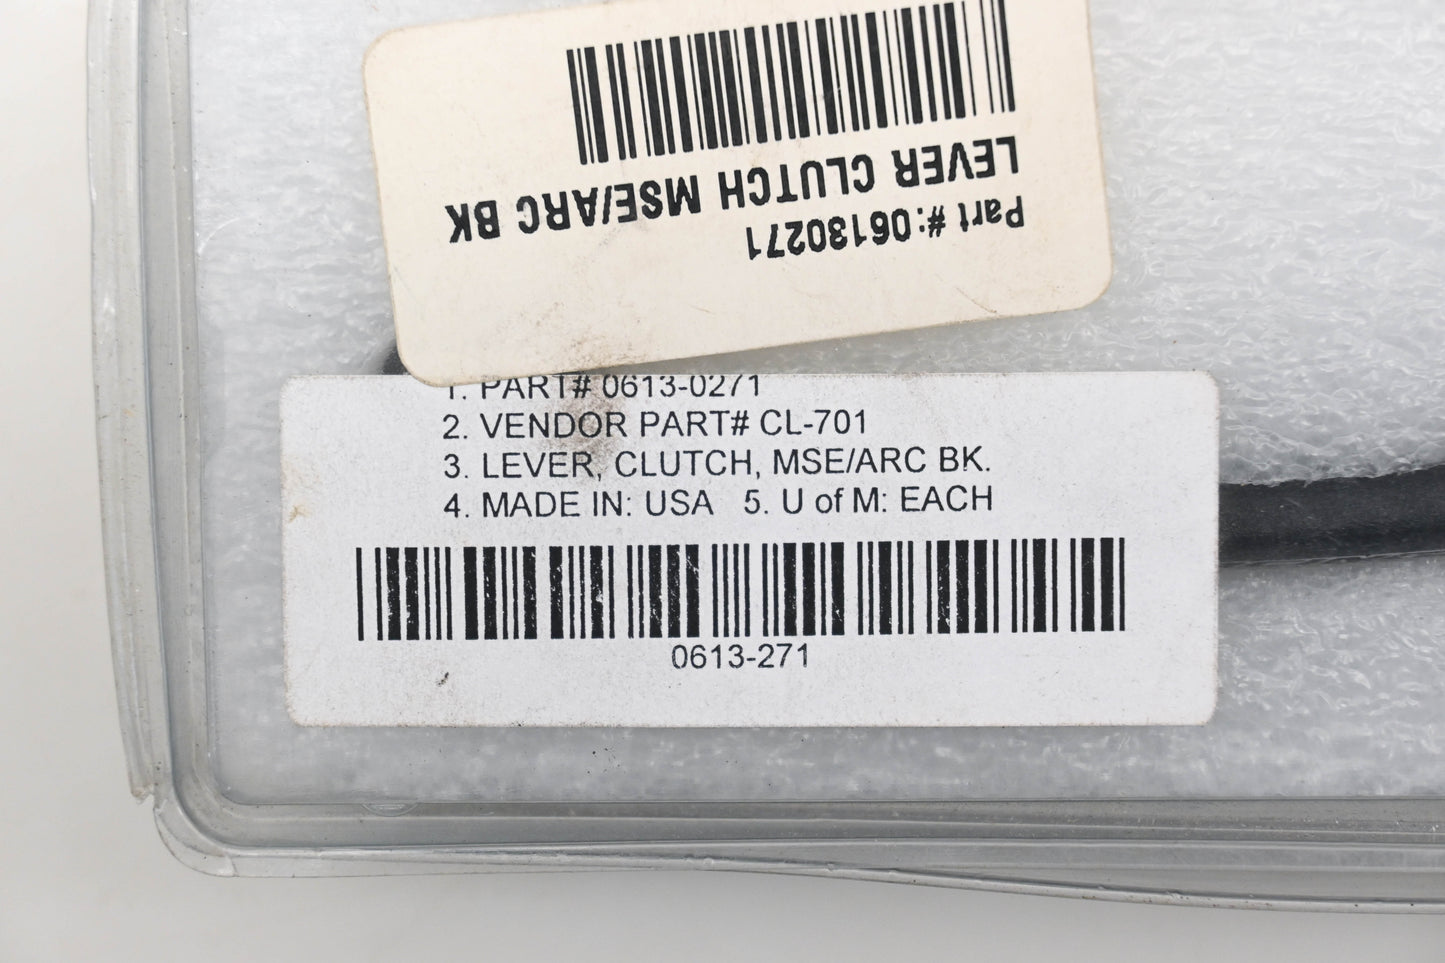 Part #:06130271
LEVER CLUTCH MSE/ARC BK
1. PART# 0613-0271
2. VENDOR PART# CL-701
3. LEVER, CLUTCH, MSE/ARC BK.
4. MADE IN: USA 5. U of M: EACH
0613-271